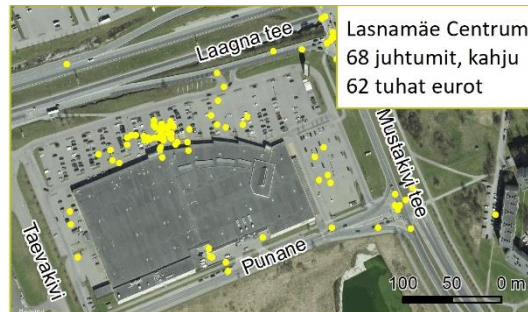 Lasnamäe Centrum
68 juhtumit, kahju
62 tuhat eurot
Laagna tee
Mustakivi tee
Taevakivi
Punane
100 50 0 m